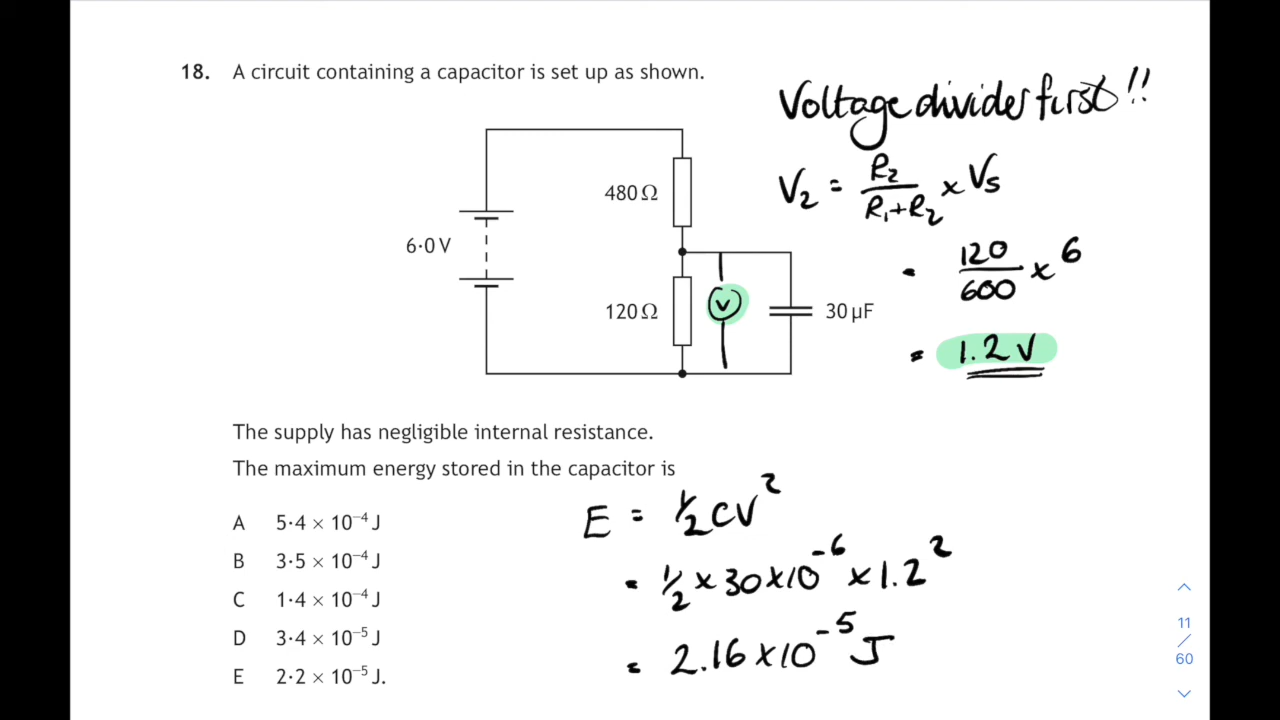 18. A circuit containing a capacitor is set up as shown.
Voltage divider first!!
480 Ω
V₂ = R₂/(R₁+R₂) × Vs
6·0 V
= 120/600 × 6
120 Ω
V
30 µF
= 1.2 V
The supply has negligible internal resistance.
The maximum energy stored in the capacitor is
E = ½CV²
A 5·4 × 10⁻⁴ J
B 3·5 × 10⁻⁴ J
= ½ × 30 × 10⁻⁶ × 1.2²
C 1·4 × 10⁻⁴ J
D 3·4 × 10⁻⁵ J
= 2.16 × 10⁻⁵ J
E 2·2 × 10⁻⁵ J.
11
/
60